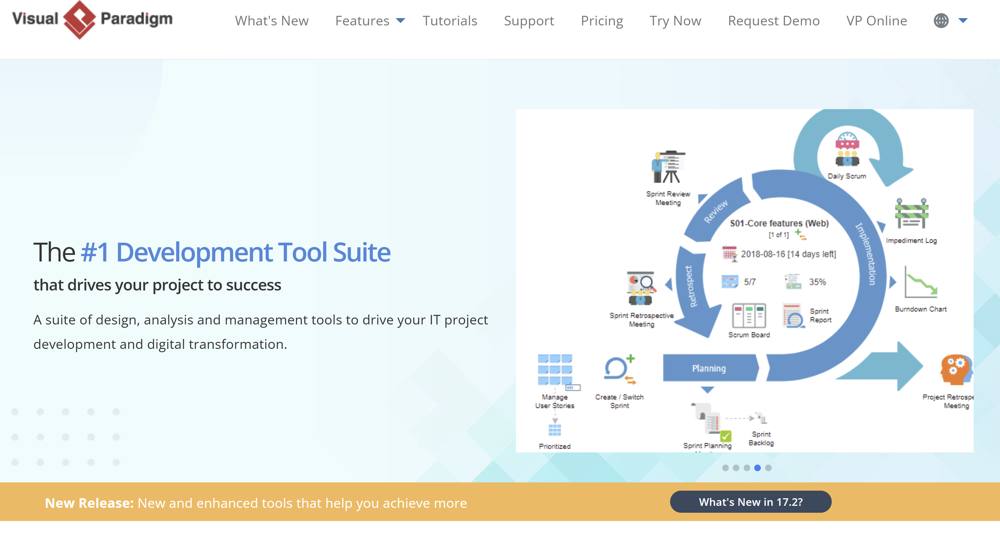 Visual Paradigm
What's New
Features
Tutorials
Support
Pricing
Try Now
Request Demo
VP Online
The #1 Development Tool Suite
that drives your project to success
A suite of design, analysis and management tools to drive your IT project
development and digital transformation.
Daily Scrum
Sprint Review
Meeting
Review
Implementation
S01-Core features (Web)
[1 of 1]
2018-08-16 [14 days left]
5/7
35%
Impediment Log
Retrospect
Sprint Retrospective
Meeting
Scrum Board
Sprint
Report
Burndown Chart
Planning
Manage
User Stories
Create / Switch
Sprint
Project Retrospe
Meeting
Prioritized
Sprint Planning
Sprint
Backlog
New Release: New and enhanced tools that help you achieve more
What's New in 17.2?